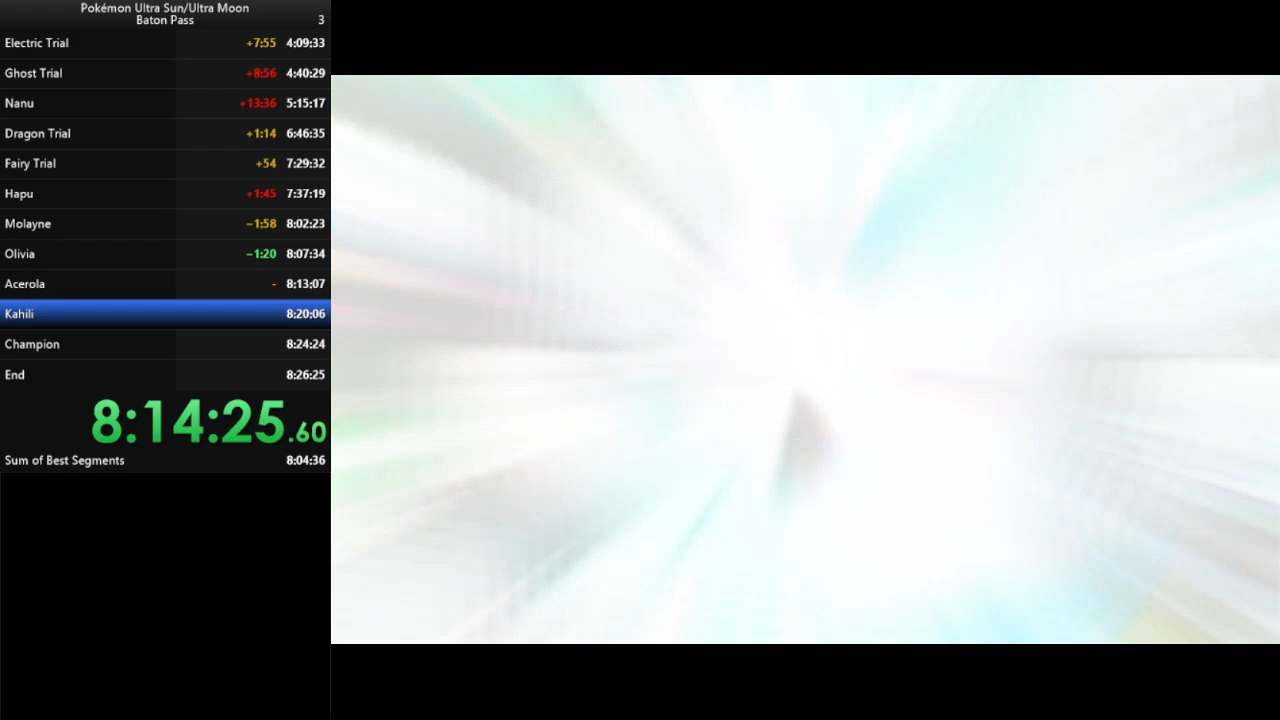 Pokémon Ultra Sun/Ultra Moon
Baton Pass 3
Electric Trial +7:55 4:09:33
Ghost Trial +8:56 4:40:29
Nanu +13:36 5:15:17
Dragon Trial +1:14 6:46:35
Fairy Trial +54 7:29:32
Hapu +1:45 7:37:19
Molayne −1:58 8:02:23
Olivia −1:20 8:07:34
Acerola - 8:13:07
Kahili 8:20:06
Champion 8:24:24
End 8:26:25
8:14:25.60
Sum of Best Segments 8:04:36